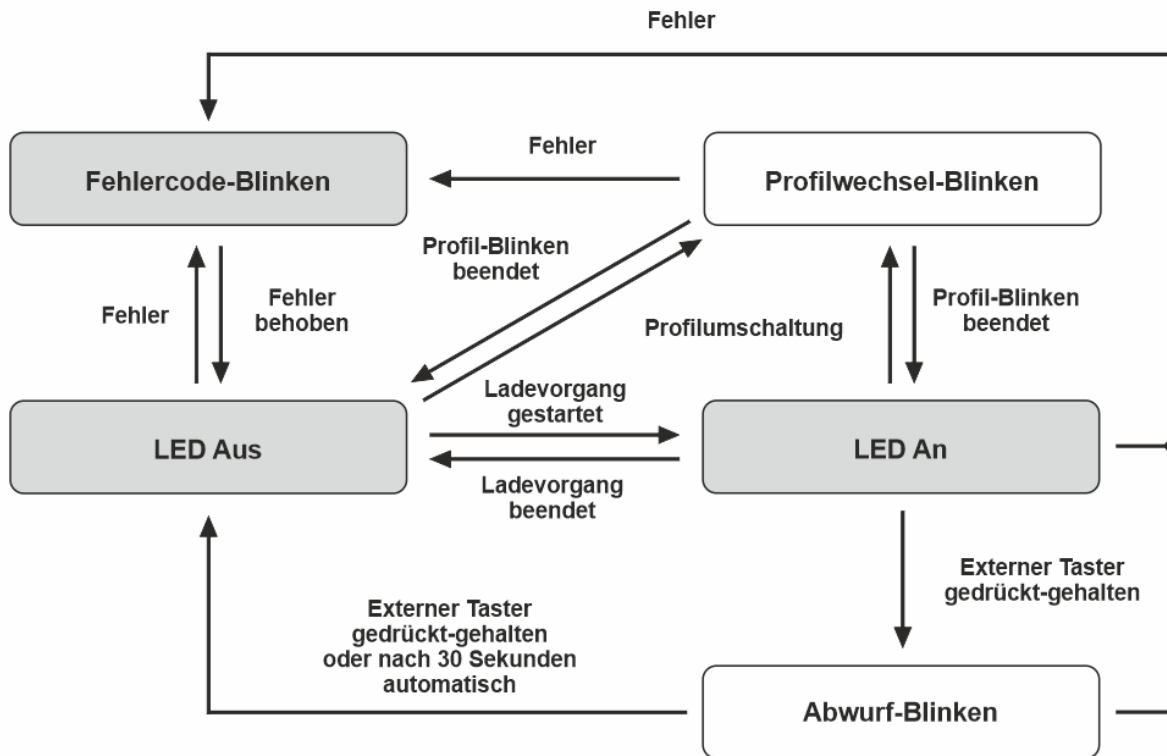 Fehler
Fehlercode-Blinken
Fehler
Profilwechsel-Blinken
Fehler
Fehler
behoben
Profil-Blinken
beendet
Profilumschaltung
Profil-Blinken
beendet
LED Aus
Ladevorgang
gestartet
Ladevorgang
beendet
LED An
Externer Taster
gedrückt-gehalten
oder nach 30 Sekunden
automatisch
Externer Taster
gedrückt-gehalten
Abwurf-Blinken